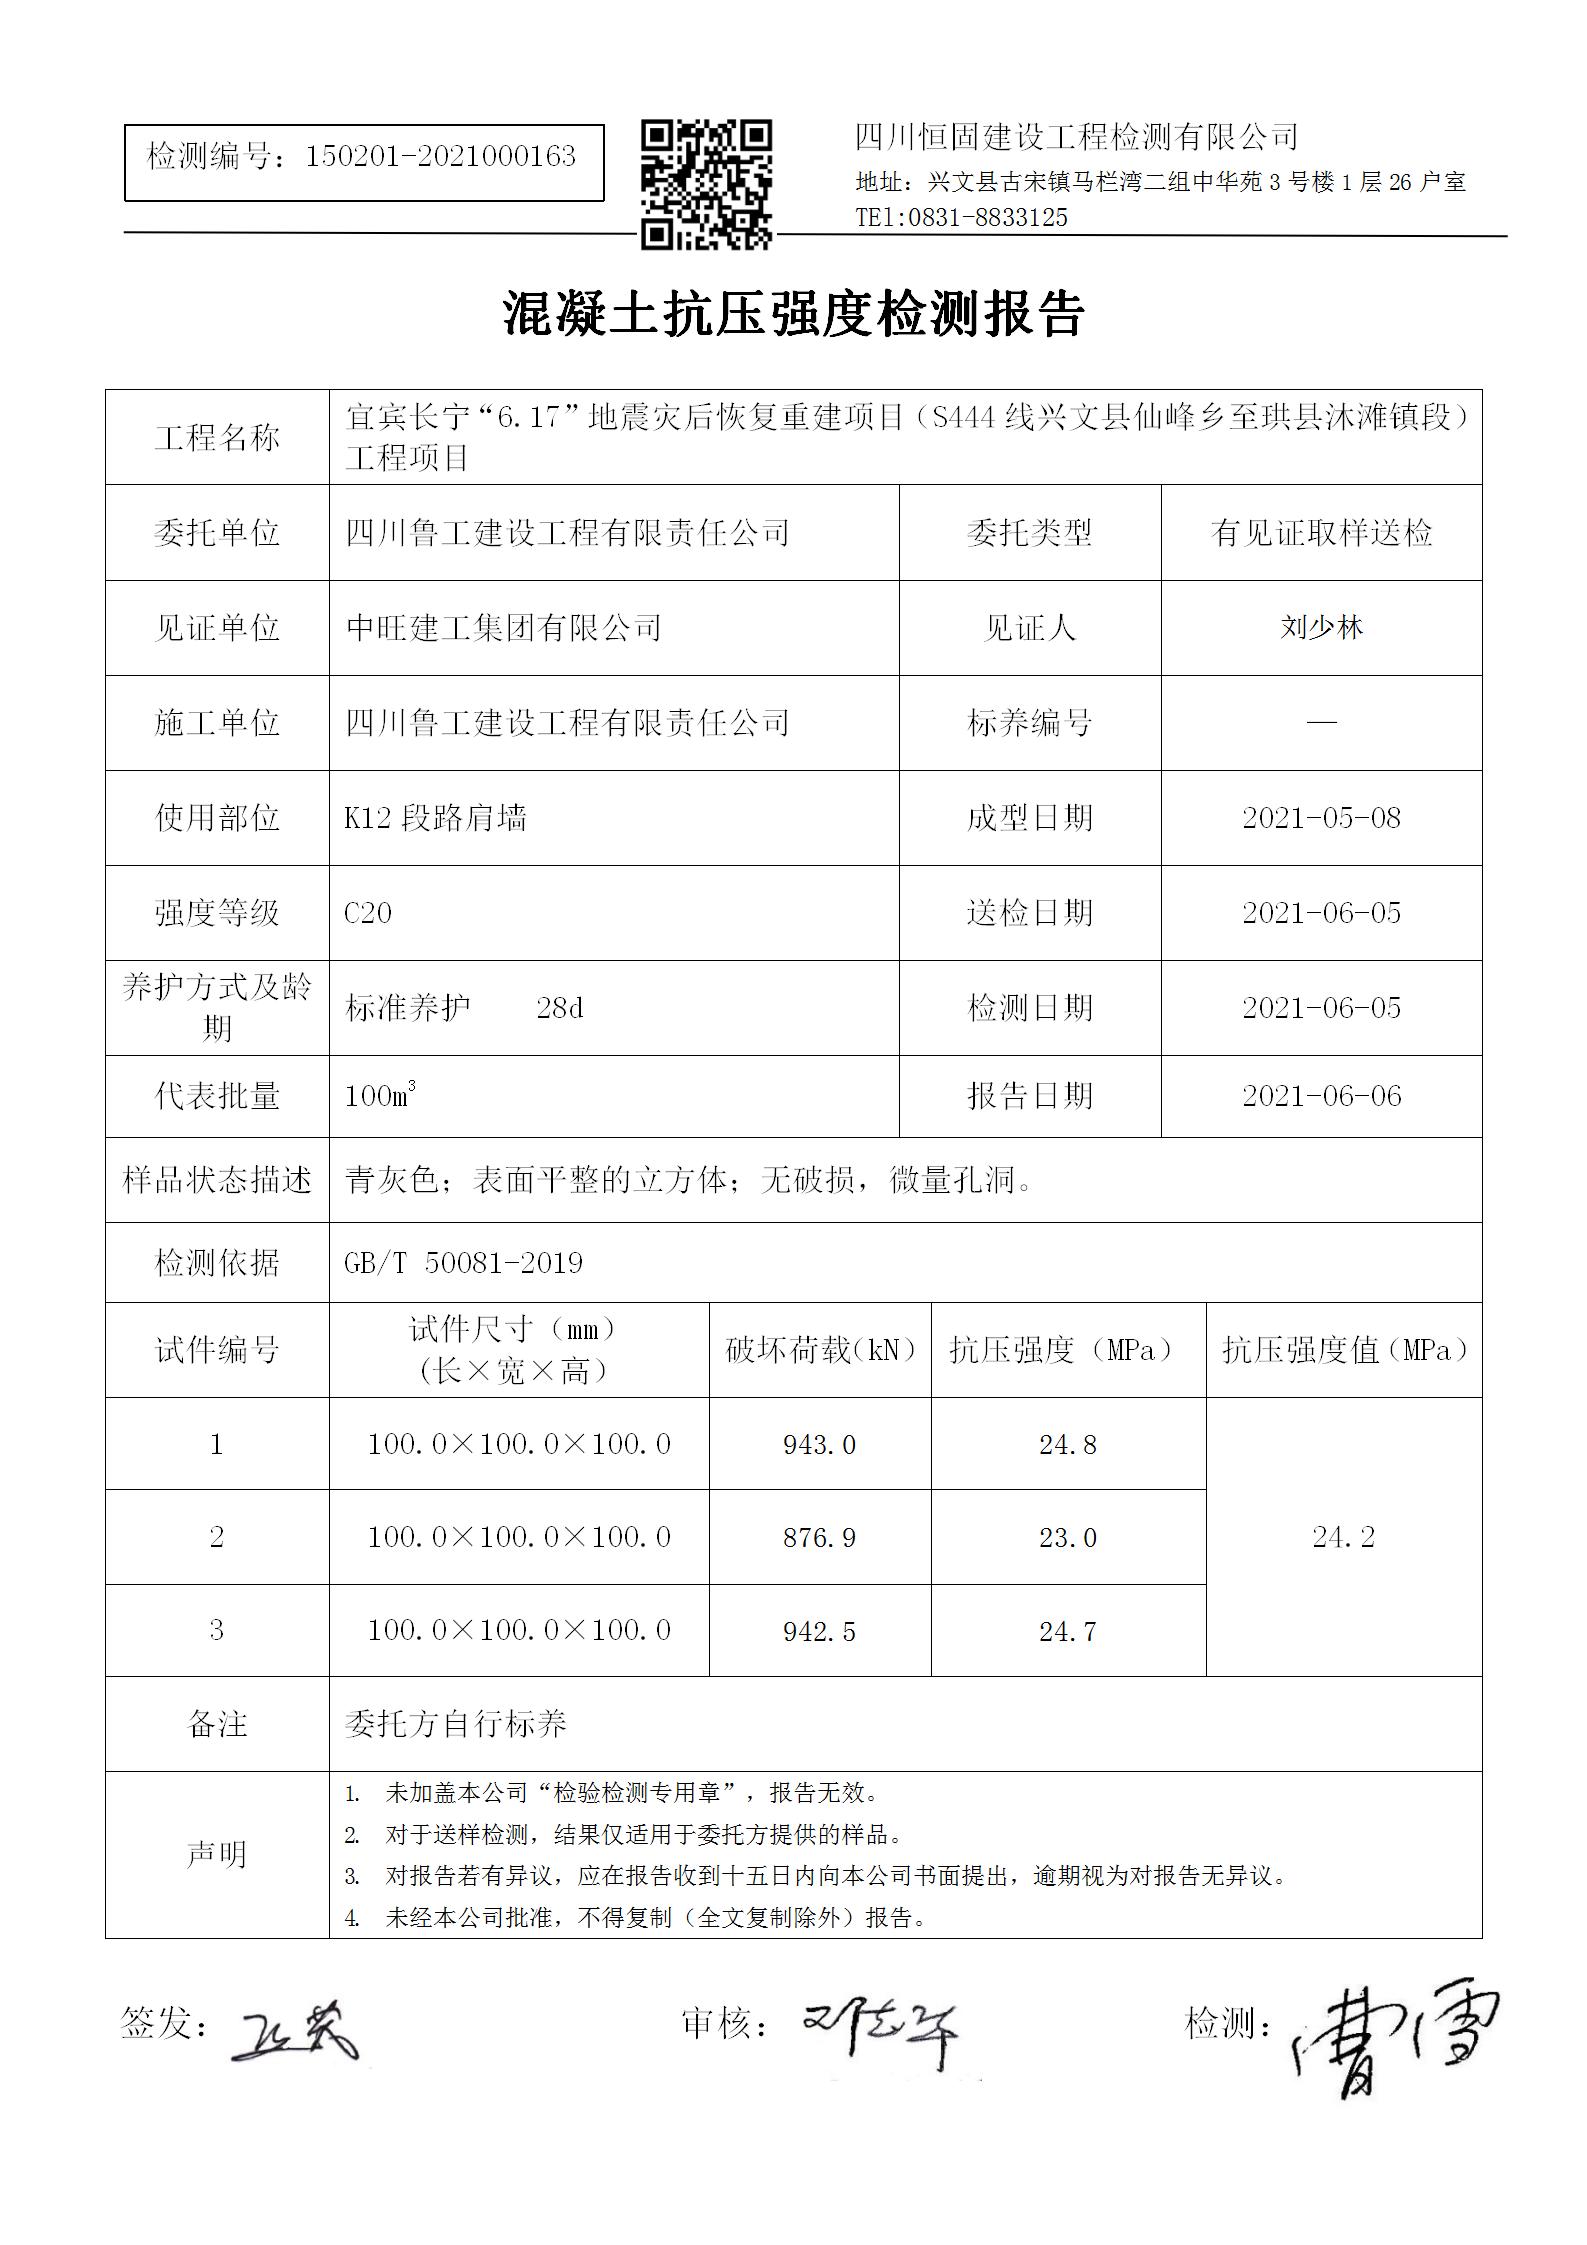 检测编号：150201-2021000163
四川恒固建设工程检测有限公司
地址：兴文县古宋镇马栏湾二组中华苑 3 号楼 1 层 26 户室
TEl:0831-8833125
混凝土抗压强度检测报告
工程名称
宜宾长宁“6.17”地震灾后恢复重建项目（S444 线兴文县仙峰乡至珙县沐滩镇段）
工程项目
委托单位
四川鲁工建设工程有限责任公司
委托类型
有见证取样送检
见证单位
中旺建工集团有限公司
见证人
刘少林
施工单位
四川鲁工建设工程有限责任公司
标养编号
—
使用部位
K12 段路肩墙
成型日期
2021-05-08
强度等级
C20
送检日期
2021-06-05
养护方式及龄
期
标准养护 28d
检测日期
2021-06-05
代表批量
100m³
报告日期
2021-06-06
样品状态描述
青灰色；表面平整的立方体；无破损，微量孔洞。
检测依据
GB/T 50081-2019
试件编号
试件尺寸（mm）
(长×宽×高）
破坏荷载(kN）
抗压强度（MPa）
抗压强度值(MPa）
1
100.0×100.0×100.0
943.0
24.8
2
100.0×100.0×100.0
876.9
23.0
24.2
3
100.0×100.0×100.0
942.5
24.7
备注
委托方自行标养
声明
1. 未加盖本公司“检验检测专用章”，报告无效。
2. 对于送样检测，结果仅适用于委托方提供的样品。
3. 对报告若有异议，应在报告收到十五日内向本公司书面提出，逾期视为对报告无异议。
4. 未经本公司批准，不得复制（全文复制除外）报告。
签发：
审核：
检测：曹雪